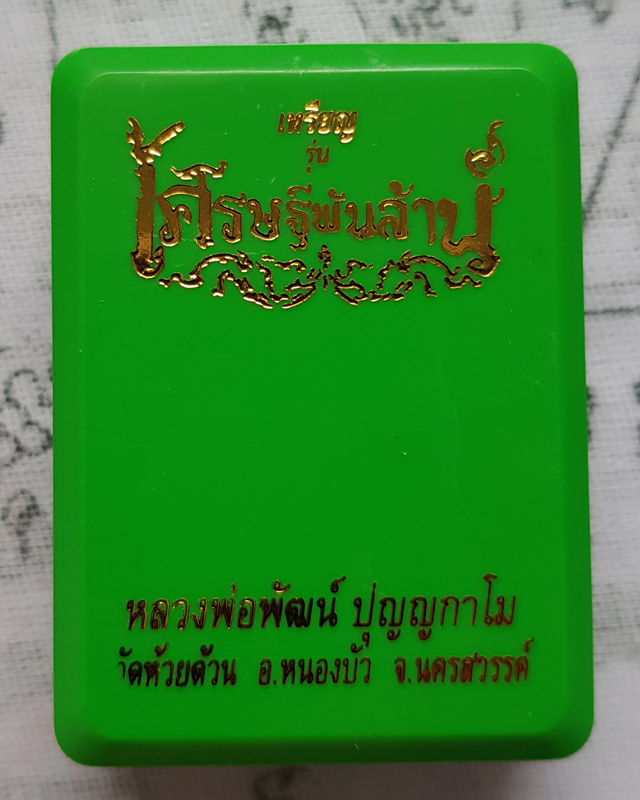 เหรียญ
รุ่น
เศรษฐีพันล้าน
หลวงพ่อพัฒน์ ปุญญกาโม
วัดห้วยด้วน อ.หนองบัว จ.นครสวรรค์